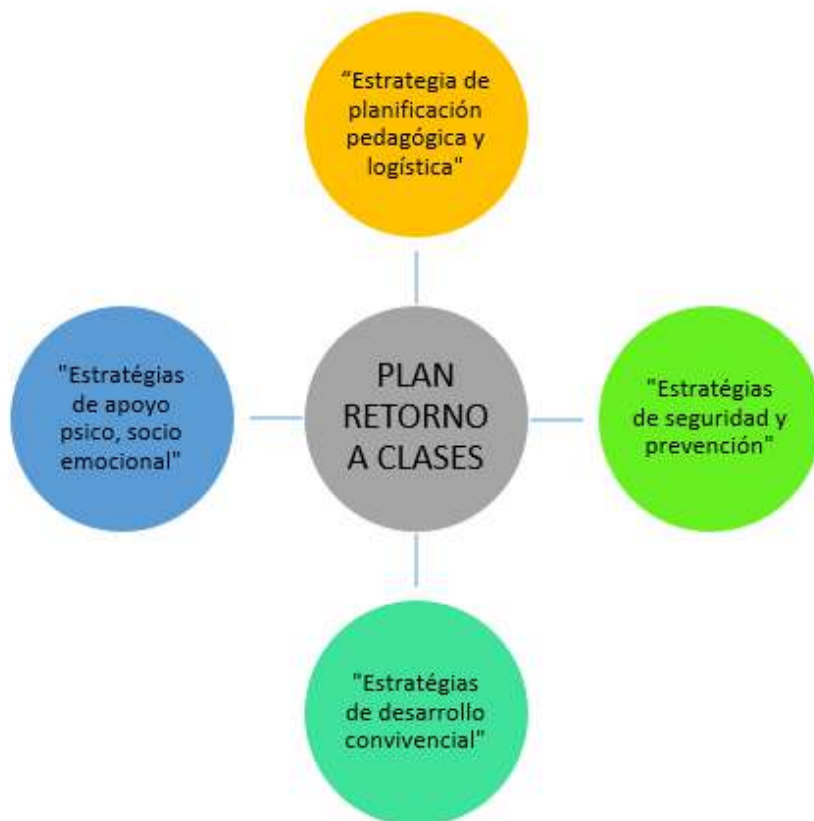 “Estrategia de
planificación
pedagógica y
logística"
"Estratégias
de apoyo
psico, socio
emocional"
PLAN
RETORNO
A CLASES
"Estratégias
de seguridad y
prevención"
"Estratégias
de desarrollo
convivencial"